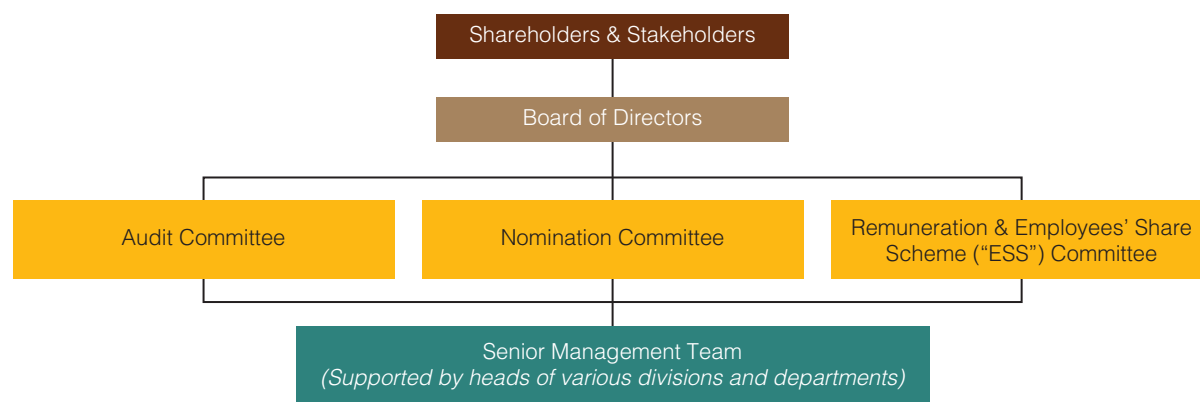 Shareholders & Stakeholders
Board of Directors
Audit Committee
Nomination Committee
Remuneration & Employees’ Share
Scheme (“ESS”) Committee
Senior Management Team
(Supported by heads of various divisions and departments)